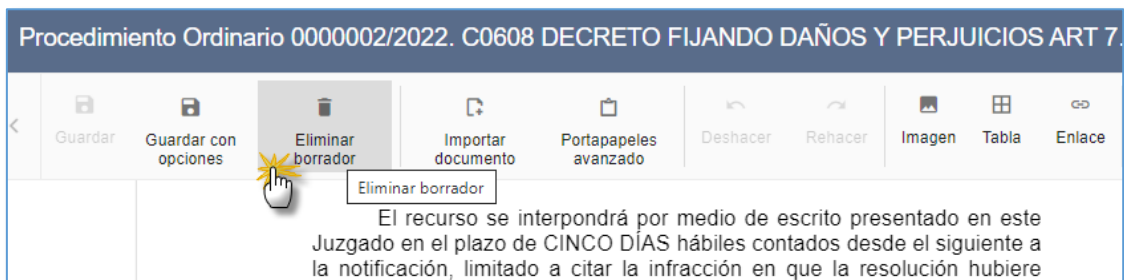 Procedimiento Ordinario 0000002/2022. C0608 DECRETO FIJANDO DAÑOS Y PERJUICIOS ART 7.
Guardar
Guardar con
opciones
Eliminar
borrador
Importar
documento
Portapapeles
avanzado
Deshacer
Rehacer
Imagen
Tabla
Enlace
Eliminar borrador
El recurso se interpondrá por medio de escrito presentado en este
Juzgado en el plazo de CINCO DÍAS hábiles contados desde el siguiente a
la notificación, limitado a citar la infracción en que la resolución hubiere